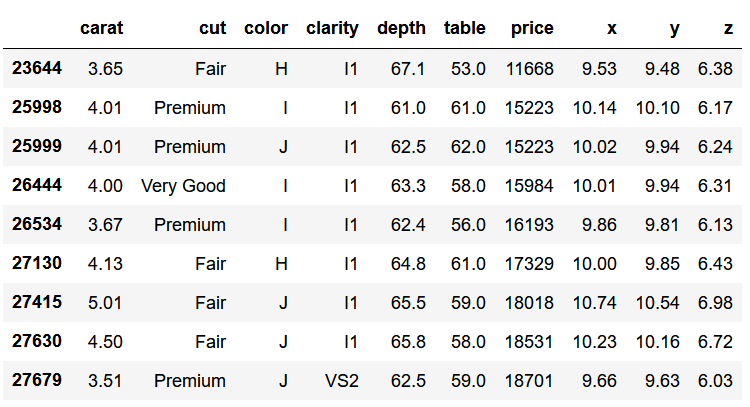 carat cut color clarity depth table price x y z
23644 3.65 Fair H I1 67.1 53.0 11668 9.53 9.48 6.38
25998 4.01 Premium I I1 61.0 61.0 15223 10.14 10.10 6.17
25999 4.01 Premium J I1 62.5 62.0 15223 10.02 9.94 6.24
26444 4.00 Very Good I I1 63.3 58.0 15984 10.01 9.94 6.31
26534 3.67 Premium I I1 62.4 56.0 16193 9.86 9.81 6.13
27130 4.13 Fair H I1 64.8 61.0 17329 10.00 9.85 6.43
27415 5.01 Fair J I1 65.5 59.0 18018 10.74 10.54 6.98
27630 4.50 Fair J I1 65.8 58.0 18531 10.23 10.16 6.72
27679 3.51 Premium J VS2 62.5 59.0 18701 9.66 9.63 6.03